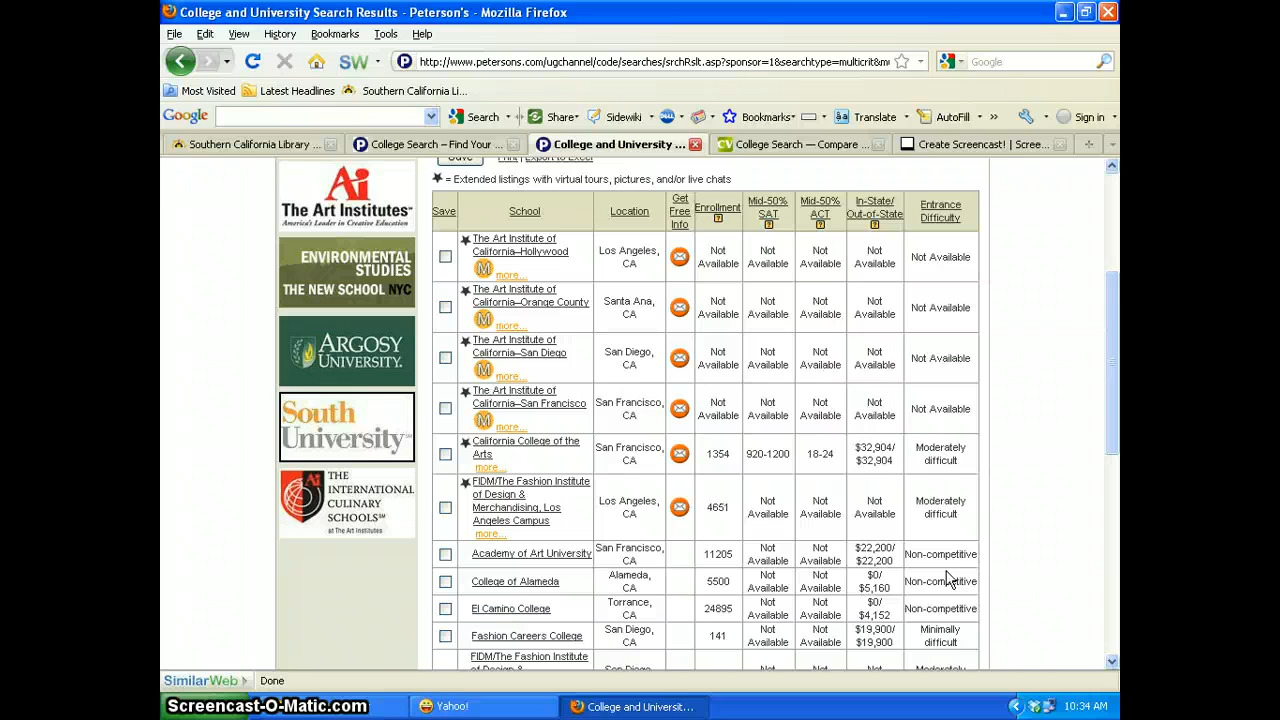 College and University Search Results - Peterson's - Mozilla Firefox
File Edit View History Bookmarks Tools Help
SW http://www.petersons.com/ugchannel/code/searches/srchRslt.asp?sponsor=1&searchtype=multicrit&mu Google
Most Visited Latest Headlines Southern California Li...
Google Search Share Sidewiki Bookmarks Translate AutoFill » Sign in
Southern California Library ... College Search – Find Your ... College and University ... College Search — Compare ... Create Screencast! | Scree...
Save Print | Export to Excel
= Extended listings with virtual tours, pictures, and/or live chats
Ai
The Art Institutes
America's Leader in Creative Education
ENVIRONMENTAL
STUDIES
THE NEW SCHOOL NYC
ARGOSY
UNIVERSITY
South
University
Ai
THE
INTERNATIONAL
CULINARY
SCHOOLS
at The Art Institutes
Save School Location Get Free Info Enrollment Mid-50% SAT Mid-50% ACT In-State/ Out-of-State Entrance Difficulty
The Art Institute of California–Hollywood M more... Los Angeles, CA Not Available Not Available Not Available Not Available Not Available
The Art Institute of California–Orange County M more... Santa Ana, CA Not Available Not Available Not Available Not Available Not Available
The Art Institute of California–San Diego M more... San Diego, CA Not Available Not Available Not Available Not Available Not Available
The Art Institute of California–San Francisco M more... San Francisco, CA Not Available Not Available Not Available Not Available Not Available
California College of the Arts more... San Francisco, CA 1354 920-1200 18-24 $32,904/ $32,904 Moderately difficult
FIDM/The Fashion Institute of Design & Merchandising, Los Angeles Campus more... Los Angeles, CA 4651 Not Available Not Available Not Available Moderately difficult
Academy of Art University San Francisco, CA 11205 Not Available Not Available $22,200/ $22,200 Non-competitive
College of Alameda Alameda, CA 5500 Not Available Not Available $0/ $5,160 Non-competitive
El Camino College Torrance, CA 24895 Not Available Not Available $0/ $4,152 Non-competitive
Fashion Careers College San Diego, CA 141 Not Available Not Available $19,900/ $19,900 Minimally difficult
FIDM/The Fashion Institute of Design & San Diego, Not Not Not Moderately
SimilarWeb Done
Screencast-O-Matic.com Yahoo! College and Universit... 10:34 AM